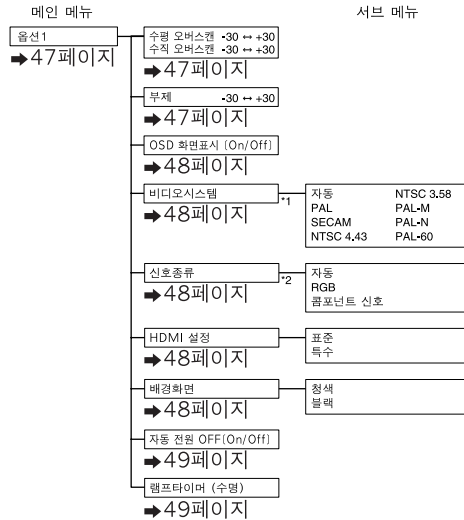 메인 메뉴
서브 메뉴
옵션1
➡47페이지
수평 오버스캔 -30 ↔ +30
수직 오버스캔 -30 ↔ +30
➡47페이지
부제 -30 ↔ +30
➡47페이지
OSD 화면표시 (On/Off)
➡48페이지
비디오시스템
➡48페이지
*1
자동 NTSC 3.58
PAL PAL-M
SECAM PAL-N
NTSC 4.43 PAL-60
신호종류
➡48페이지
*2
자동
RGB
콤포넌트 신호
HDMI 설정
➡48페이지
표준
특수
배경화면
➡48페이지
청색
블랙
자동 전원 OFF(On/Off)
➡49페이지
램프타이머 (수명)
➡49페이지